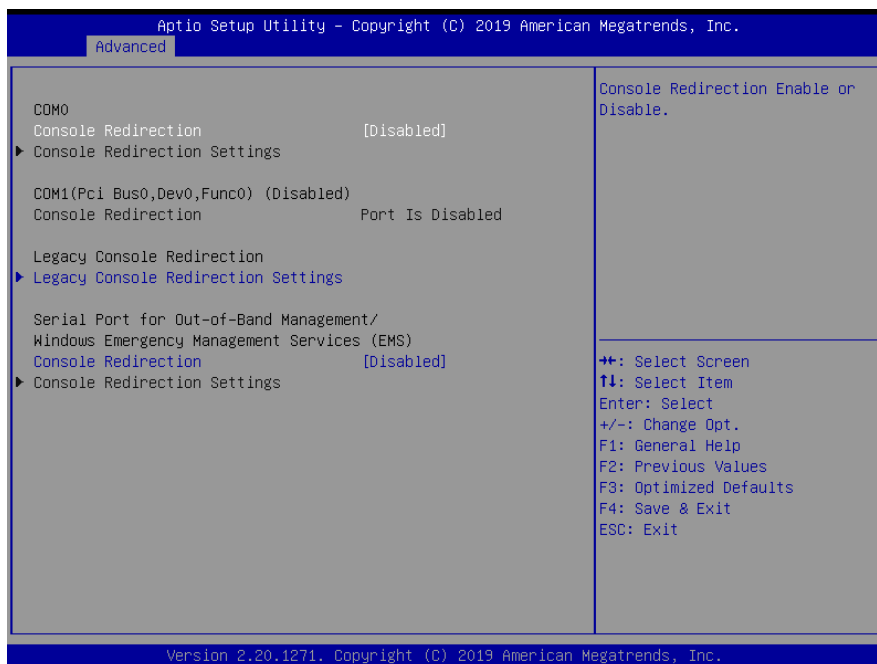 Aptio Setup Utility – Copyright (C) 2019 American Megatrends, Inc.
Advanced
COM0
Console Redirection [Disabled]
Console Redirection Settings
COM1(Pci Bus0,Dev0,Func0) (Disabled)
Console Redirection Port Is Disabled
Legacy Console Redirection
Legacy Console Redirection Settings
Serial Port for Out-of-Band Management/
Windows Emergency Management Services (EMS)
Console Redirection [Disabled]
Console Redirection Settings
Console Redirection Enable or
Disable.
→←: Select Screen
↑↓: Select Item
Enter: Select
+/-: Change Opt.
F1: General Help
F2: Previous Values
F3: Optimized Defaults
F4: Save & Exit
ESC: Exit
Version 2.20.1271. Copyright (C) 2019 American Megatrends, Inc.